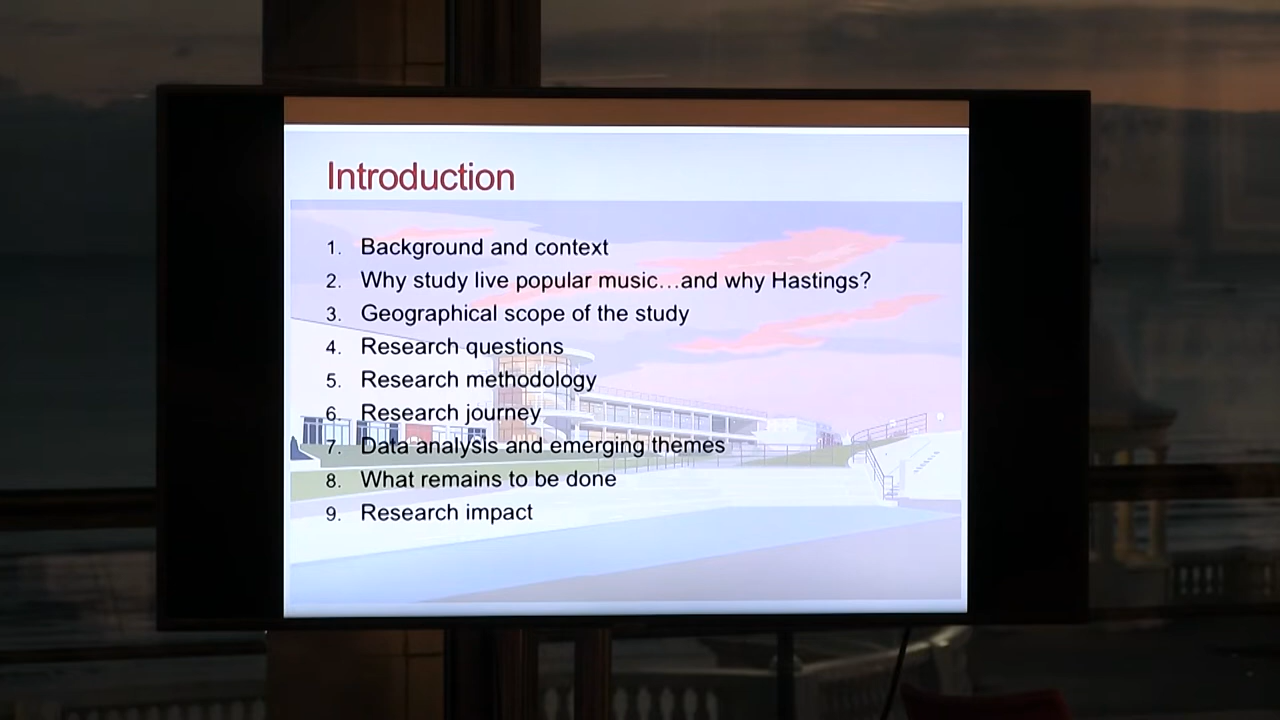 Introduction
1. Background and context
2. Why study live popular music…and why Hastings?
3. Geographical scope of the study
4. Research questions
5. Research methodology
6. Research journey
7. Data analysis and emerging themes
8. What remains to be done
9. Research impact